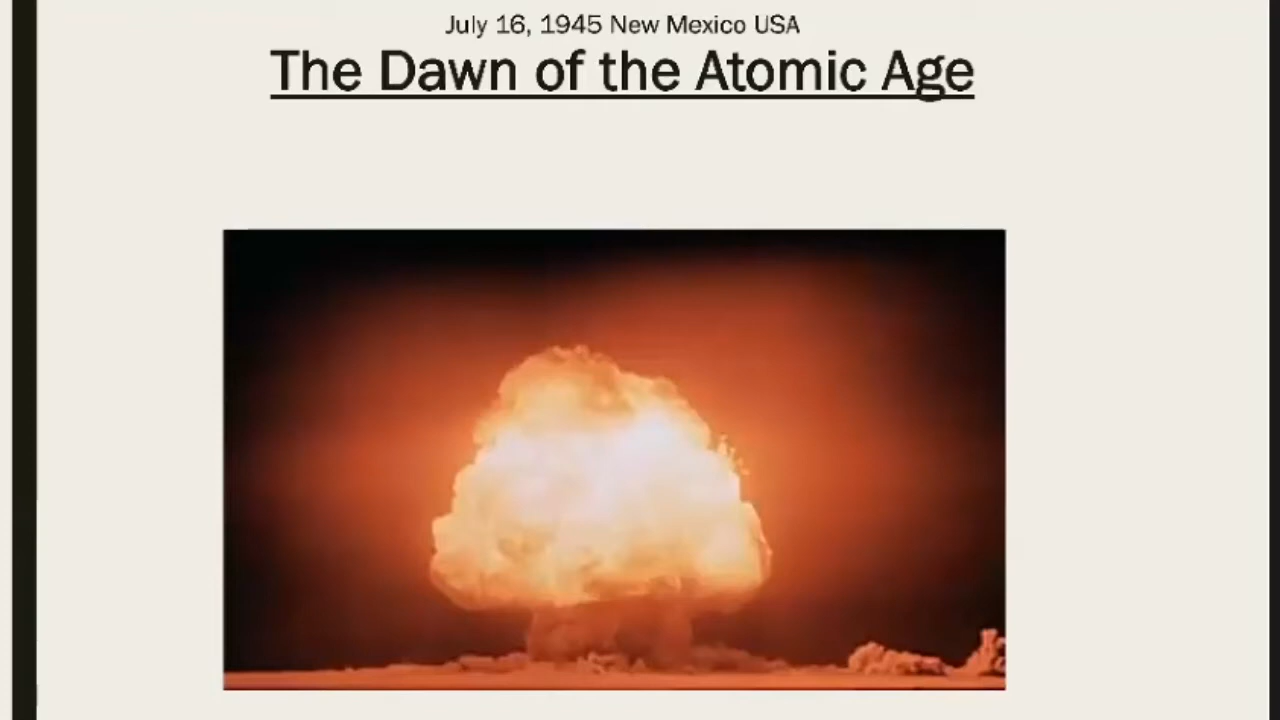 July 16, 1945 New Mexico USA
The Dawn of the Atomic Age